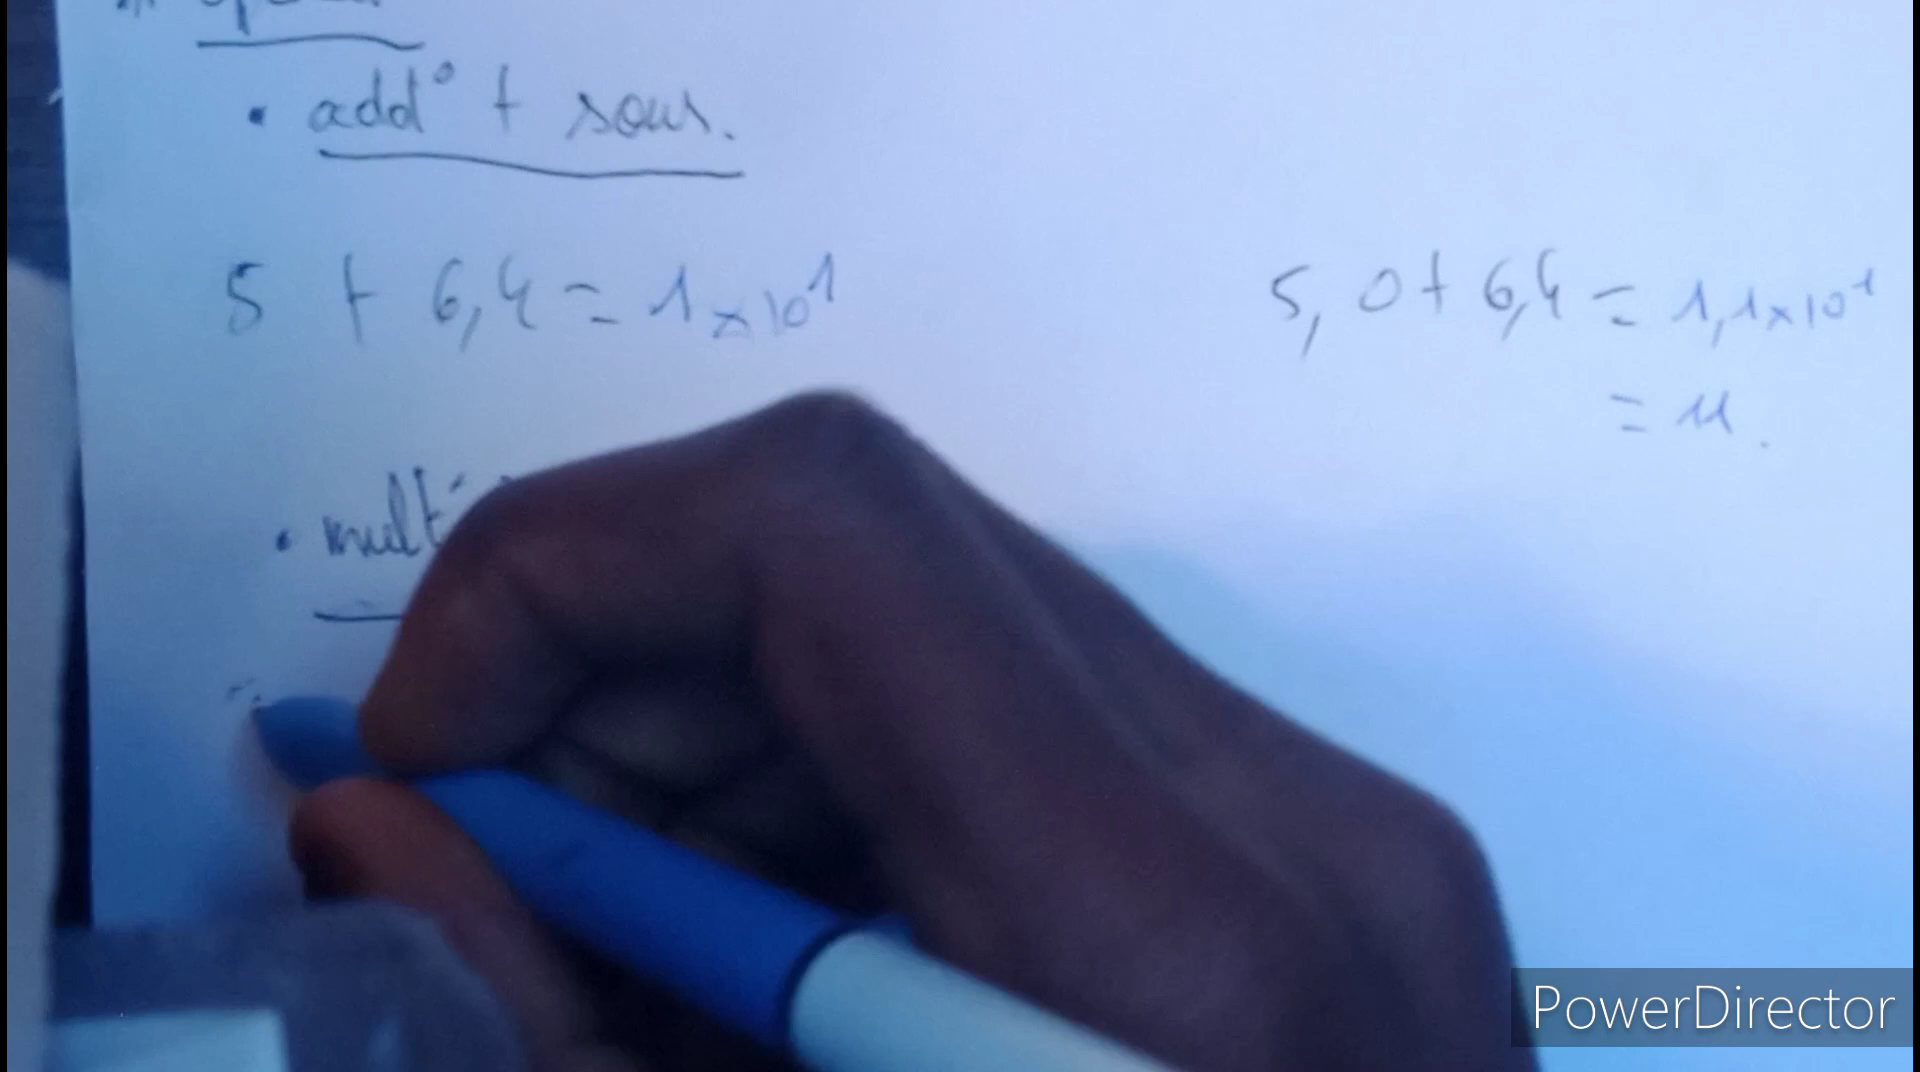 • add° + sous.
5 + 6,4 = 1 x 10¹ 5,0 + 6,4 = 1,1 x 10¹
= 11.
• mult
PowerDirector